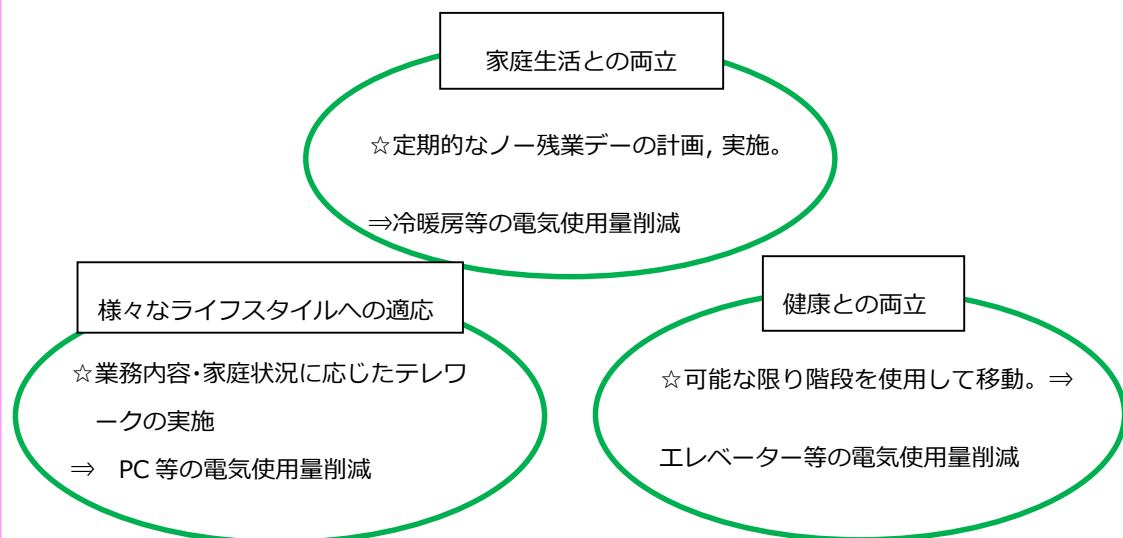 家庭生活との両立
☆定期的なノー残業デーの計画, 実施。
⇒冷暖房等の電気使用量削減
様々なライフスタイルへの適応
☆業務内容・家庭状況に応じたテレワ
ークの実施
⇒ PC 等の電気使用量削減
健康との両立
☆可能な限り階段を使用して移動。⇒
エレベーター等の電気使用量削減